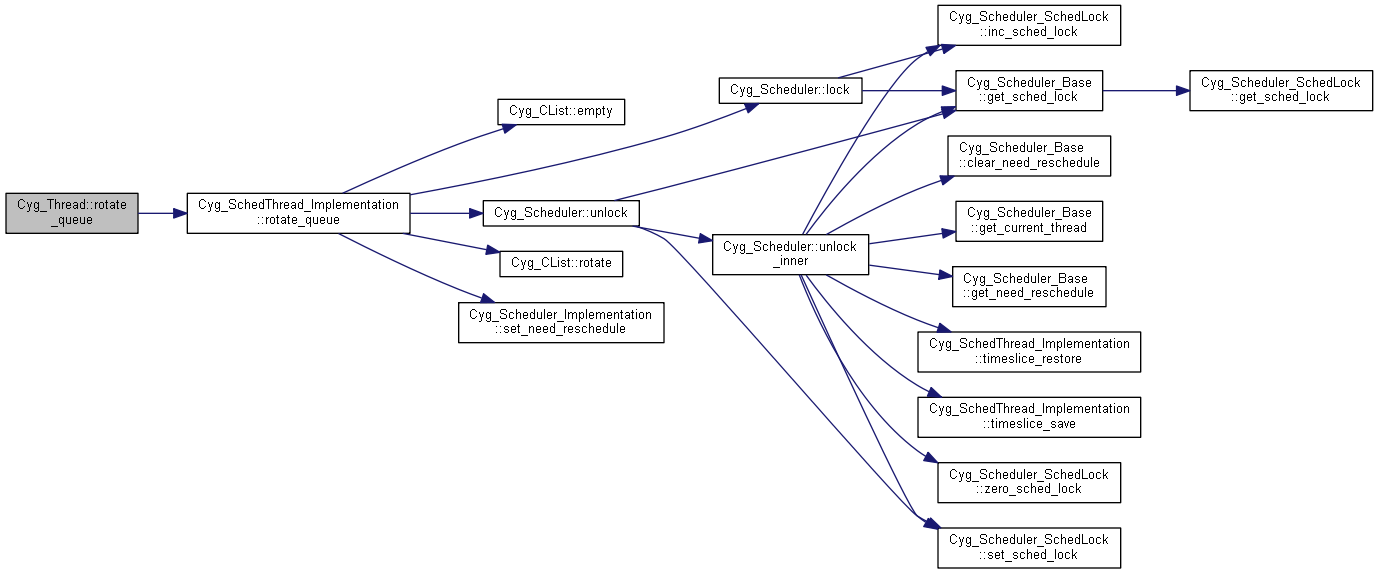 Cyg_Thread::rotate
_queue
Cyg_SchedThread_Implementation
::rotate_queue
Cyg_CList::empty
Cyg_Scheduler::lock
Cyg_Scheduler_SchedLock
::inc_sched_lock
Cyg_Scheduler_Base
::get_sched_lock
Cyg_Scheduler_SchedLock
::get_sched_lock
Cyg_Scheduler::unlock
Cyg_Scheduler::unlock
_inner
Cyg_Scheduler_Base
::clear_need_reschedule
Cyg_Scheduler_Base
::get_current_thread
Cyg_Scheduler_Base
::get_need_reschedule
Cyg_SchedThread_Implementation
::timeslice_restore
Cyg_SchedThread_Implementation
::timeslice_save
Cyg_Scheduler_SchedLock
::zero_sched_lock
Cyg_Scheduler_SchedLock
::set_sched_lock
Cyg_CList::rotate
Cyg_Scheduler_Implementation
::set_need_reschedule